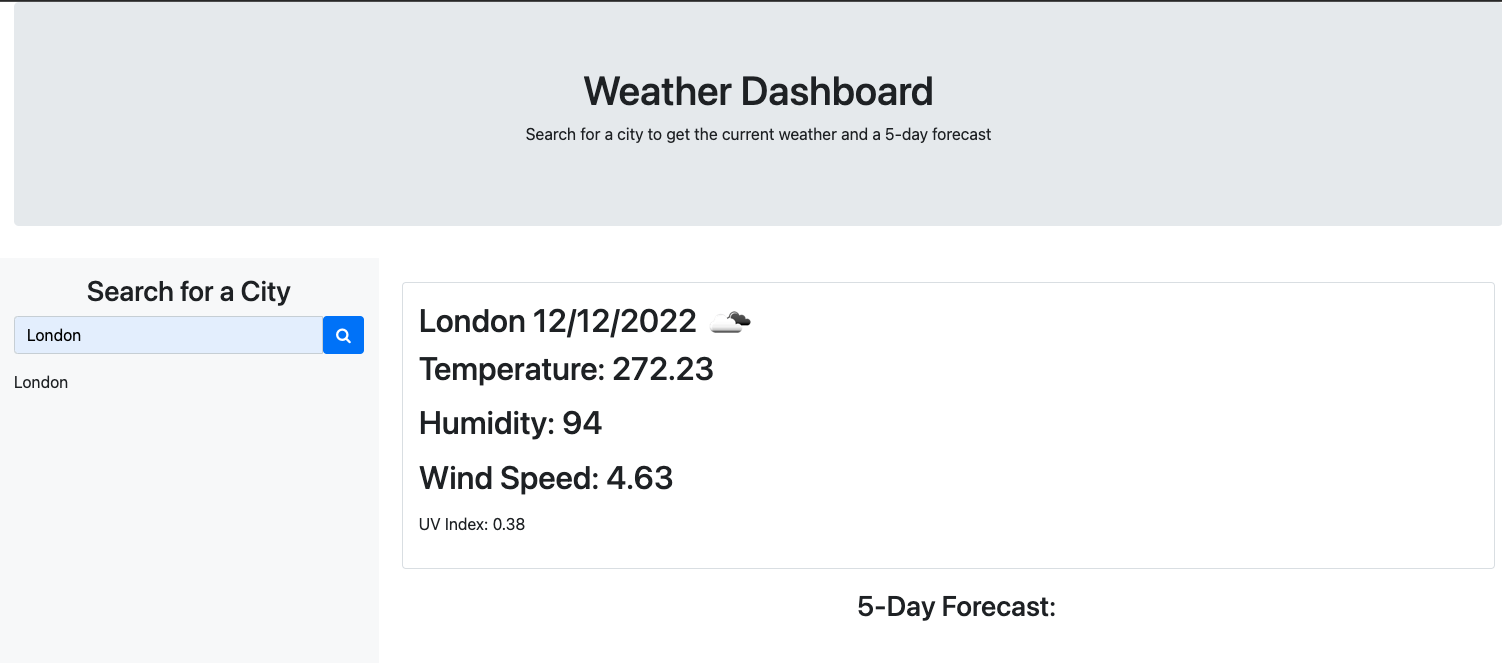 Weather Dashboard
Search for a city to get the current weather and a 5-day forecast
Search for a City
London
London
London 12/12/2022
Temperature: 272.23
Humidity: 94
Wind Speed: 4.63
UV Index: 0.38
5-Day Forecast: